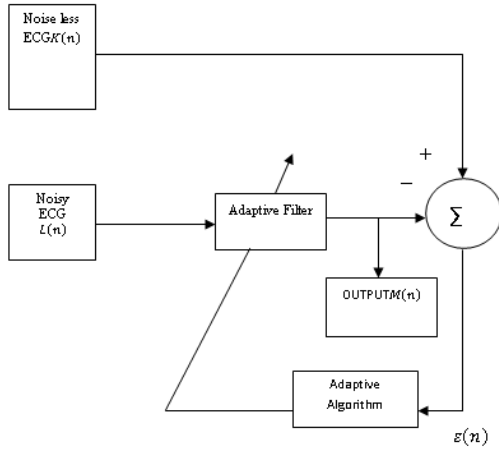 Noise less
ECGK(n)
+
−
Noisy
ECG
L(n)
Adaptive Filter
Σ
OUTPUTM(n)
Adaptive
Algorithm
ε(n)